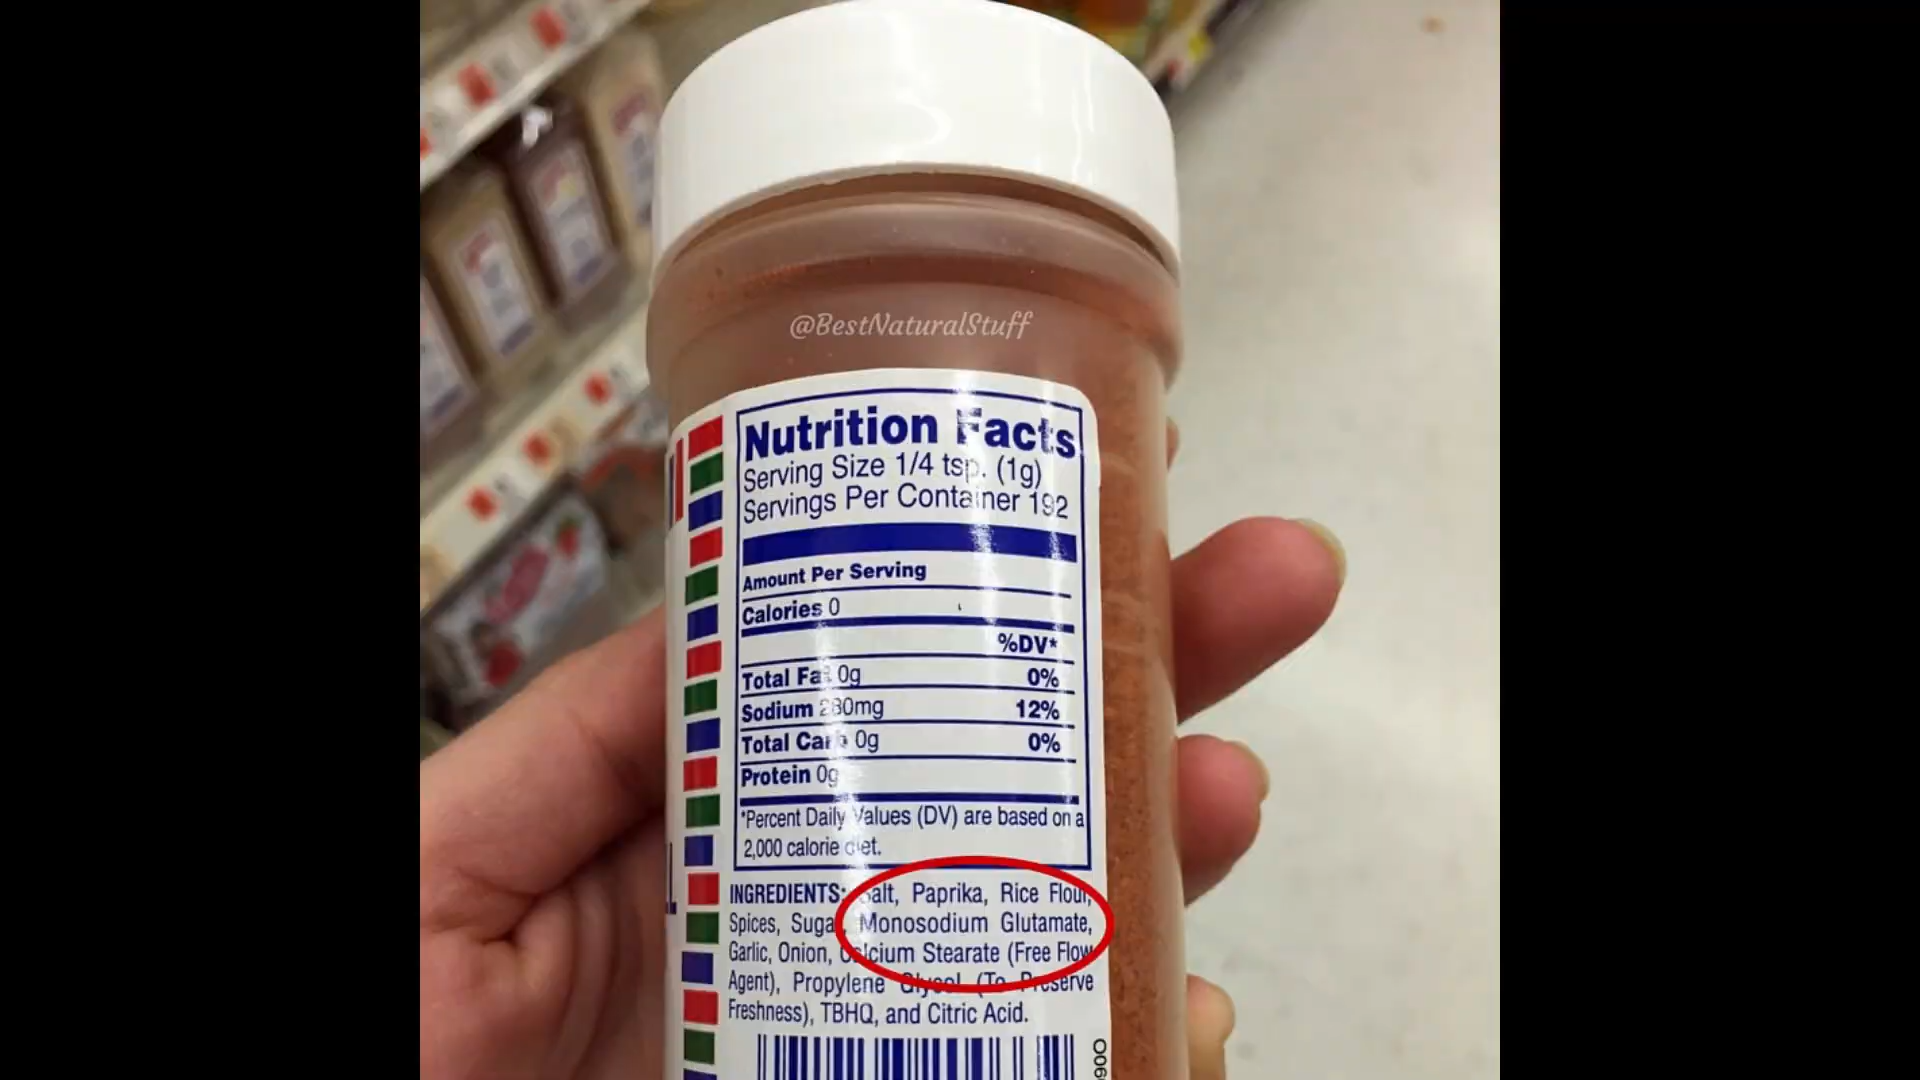 @BestNaturalStuff
Nutrition Facts
Serving Size 1/4 tsp. (1g)
Servings Per Container 192
Amount Per Serving
Calories 0
%DV*
Total Fat 0g 0%
Sodium 280mg 12%
Total Carb 0g 0%
Protein 0g
*Percent Daily Values (DV) are based on a
2,000 calorie diet.
INGREDIENTS: Salt, Paprika, Rice Flour,
Spices, Sugar, Monosodium Glutamate,
Garlic, Onion, Calcium Stearate (Free Flow
Agent), Propylene Glycol (To Preserve
Freshness), TBHQ, and Citric Acid.